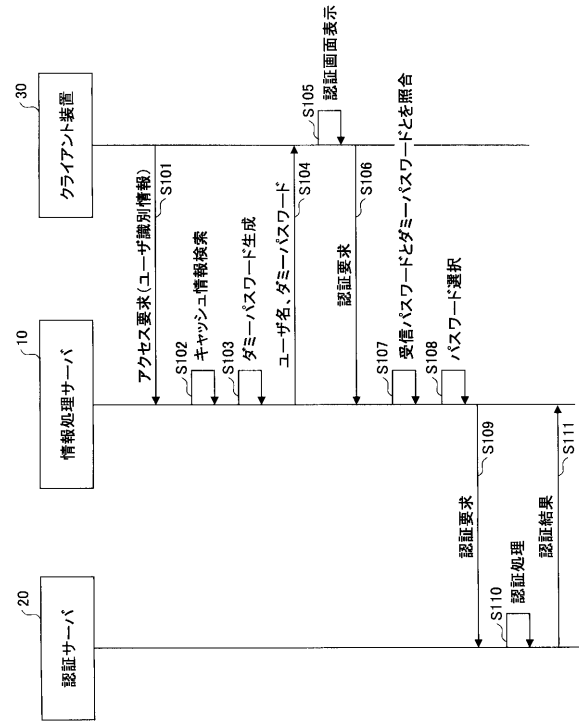 認証サーバ
20
情報処理サーバ
10
クライアント装置
30
アクセス要求(ユーザ識別情報)
S101
S102
キャッシュ情報検索
S103
ダミーパスワード生成
ユーザ名、ダミーパスワード
S104
S105
認証画面表示
認証要求
S106
S107
受信パスワードとダミーパスワードとを照合
S108
パスワード選択
認証要求
S109
S110
認証処理
認証結果
S111